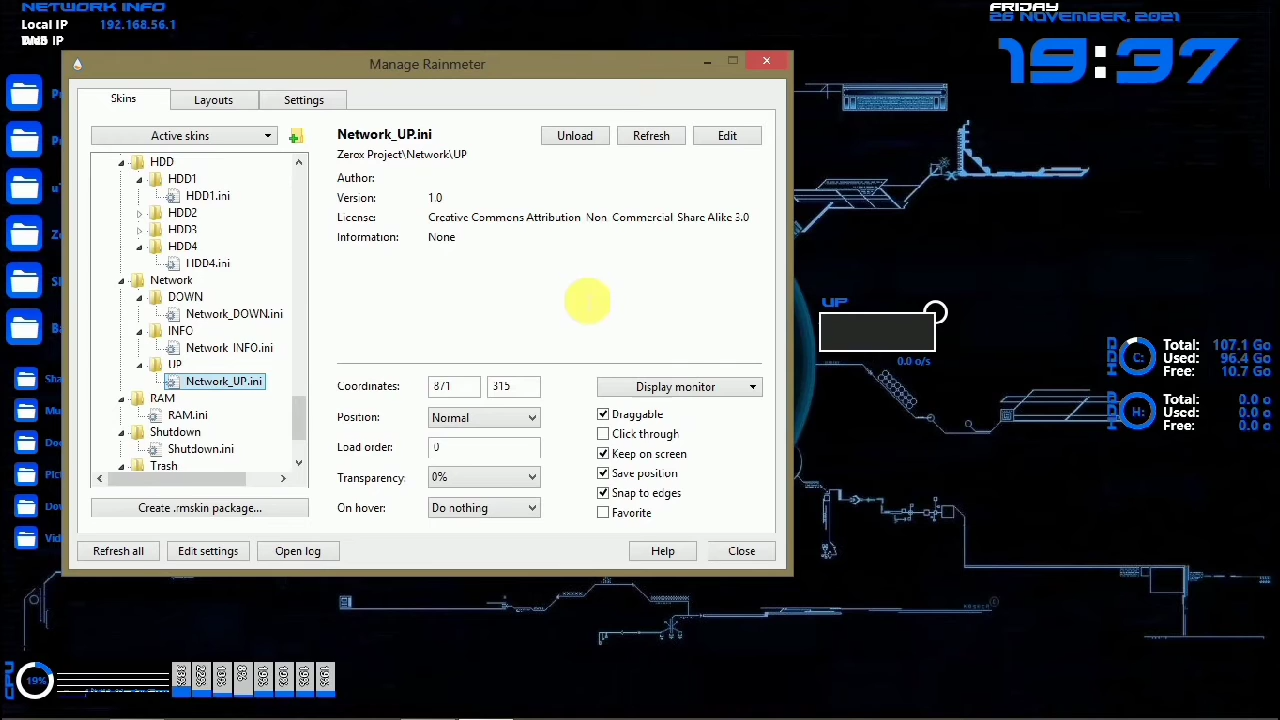 NETWORK INFO
Local IP 192.168.56.1
FRIDAY
26 NOVEMBER, 2021
19:37
Manage Rainmeter
Skins
Layouts
Settings
Active skins
HDD
HDD1
HDD1.ini
HDD2
HDD3
HDD4
HDD4.ini
Network
DOWN
Network_DOWN.ini
INFO
Network_INFO.ini
UP
Network_UP.ini
RAM
RAM.ini
Shutdown
Shutdown.ini
Trash
Create .rmskin package...
Network_UP.ini
Unload
Refresh
Edit
Zerox Project\Network\UP
Author:
Version: 1.0
License: Creative Commons Attribution-Non-Commercial-Share Alike 3.0
Information: None
Coordinates: 871 315
Display monitor
Position: Normal
Load order: 0
Transparency: 0%
On hover: Do nothing
Draggable
Click through
Keep on screen
Save position
Snap to edges
Favorite
Refresh all
Edit settings
Open log
Help
Close
UP
0.0 o/s
HDD
C:
Total: 107.1 Go
Used: 96.4 Go
Free: 10.7 Go
HDD
H:
Total: 0.0 o
Used: 0.0 o
Free: 0.0 o
CPU
19%